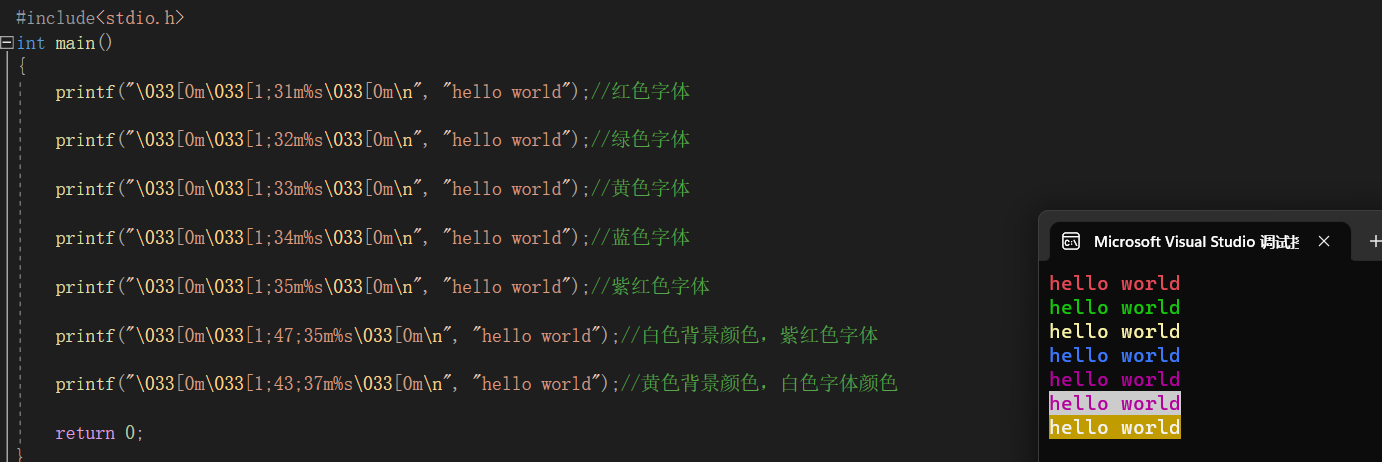 #include<stdio.h>
int main()
{
printf("\033[0m\033[1;31m%s\033[0m\n", "hello world");//红色字体
printf("\033[0m\033[1;32m%s\033[0m\n", "hello world");//绿色字体
printf("\033[0m\033[1;33m%s\033[0m\n", "hello world");//黄色字体
printf("\033[0m\033[1;34m%s\033[0m\n", "hello world");//蓝色字体
printf("\033[0m\033[1;35m%s\033[0m\n", "hello world");//紫红色字体
printf("\033[0m\033[1;47;35m%s\033[0m\n", "hello world");//白色背景颜色，紫红色字体
printf("\033[0m\033[1;43;37m%s\033[0m\n", "hello world");//黄色背景颜色，白色字体颜色
return 0;
}
Microsoft Visual Studio 调试
hello world
hello world
hello world
hello world
hello world
hello world
hello world